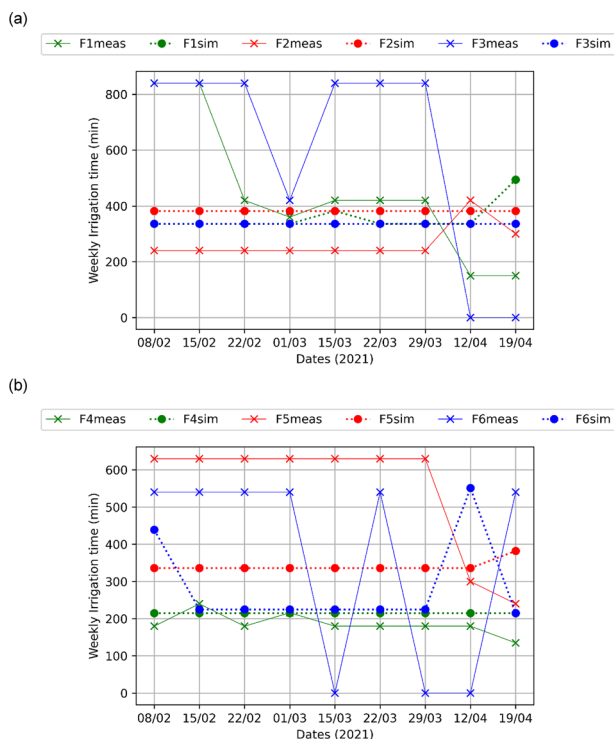 (a)
F1meas F1sim F2meas F2sim F3meas F3sim
800
600
400
200
0
Weekly Irrigation time (min)
08/02 15/02 22/02 01/03 15/03 22/03 29/03 12/04 19/04
Dates (2021)
(b)
F4meas F4sim F5meas F5sim F6meas F6sim
600
500
400
300
200
100
0
Weekly Irrigation time (min)
08/02 15/02 22/02 01/03 15/03 22/03 29/03 12/04 19/04
Dates (2021)